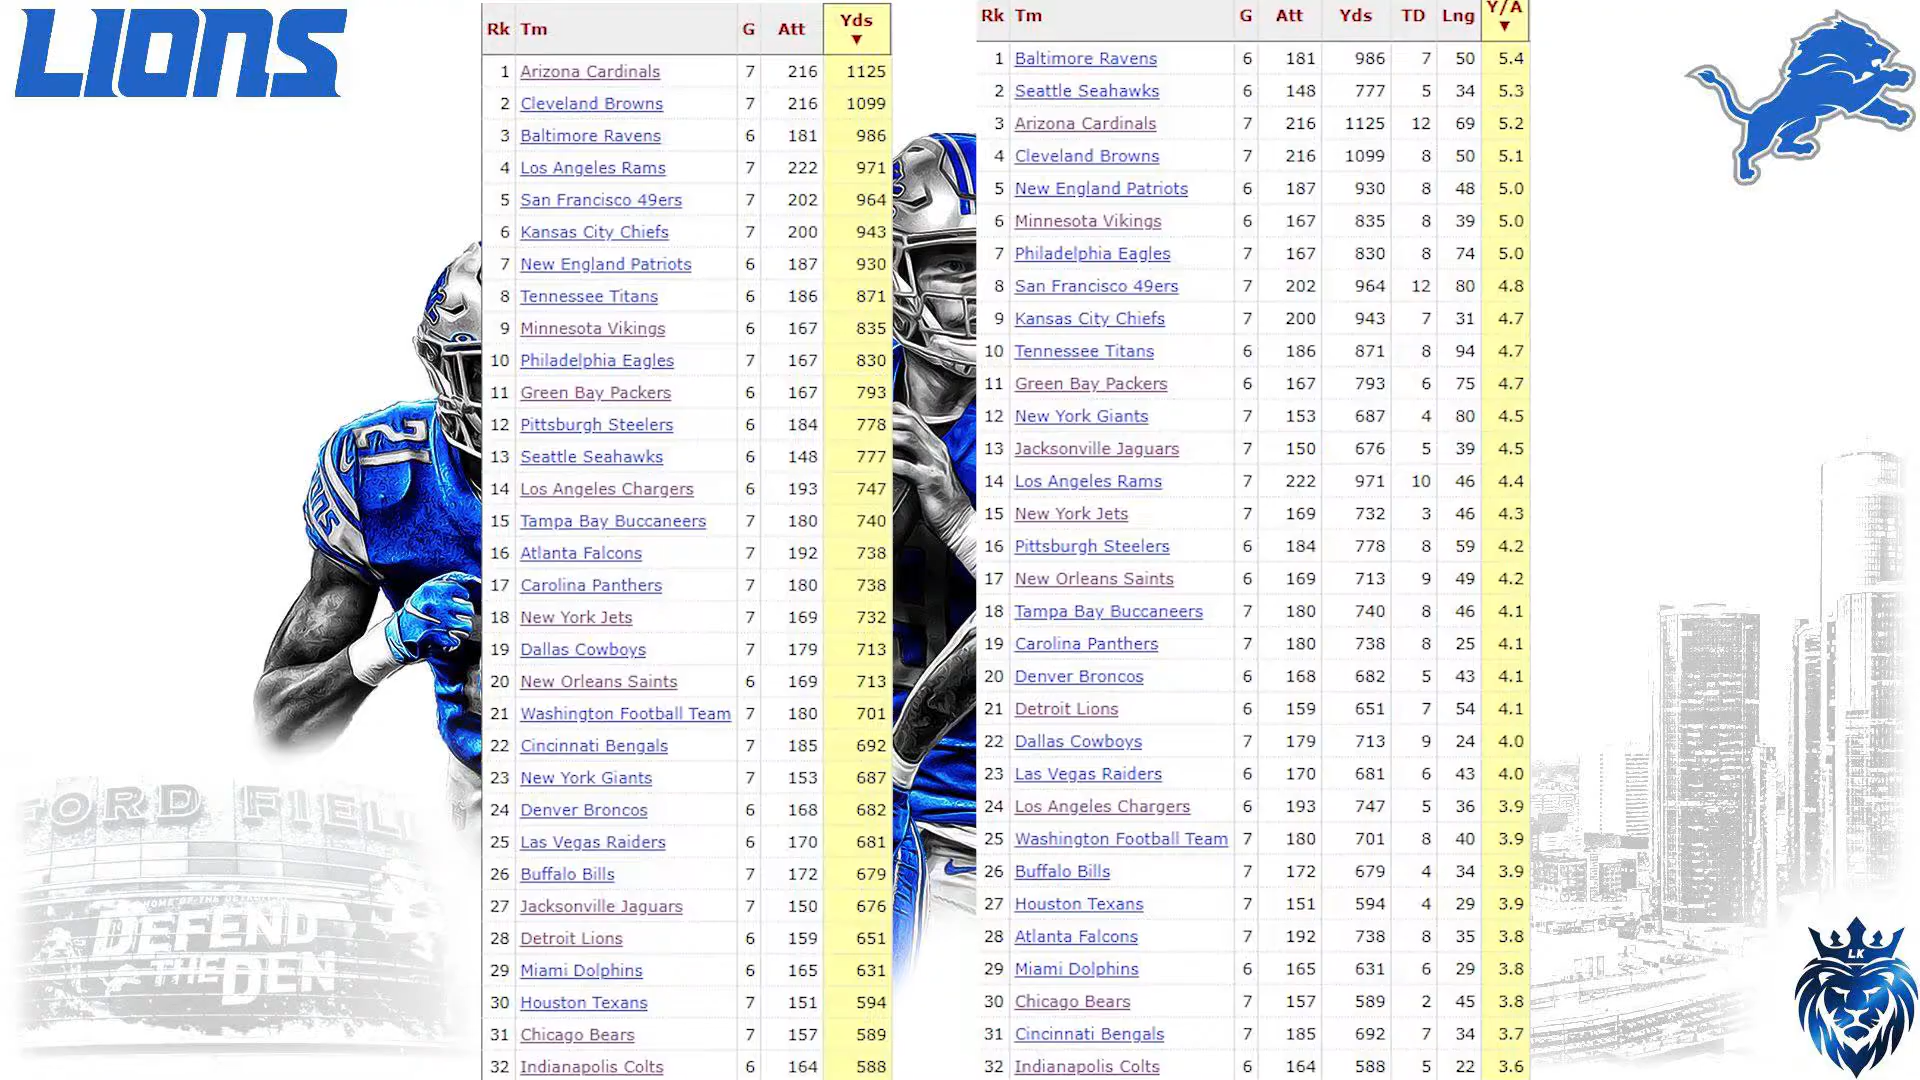 LIONS
Rk Tm G Att Yds ▼
1 Arizona Cardinals 7 216 1125
2 Cleveland Browns 7 216 1099
3 Baltimore Ravens 6 181 986
4 Los Angeles Rams 7 222 971
5 San Francisco 49ers 7 202 964
6 Kansas City Chiefs 7 200 943
7 New England Patriots 6 187 930
8 Tennessee Titans 6 186 871
9 Minnesota Vikings 6 167 835
10 Philadelphia Eagles 7 167 830
11 Green Bay Packers 6 167 793
12 Pittsburgh Steelers 6 184 778
13 Seattle Seahawks 6 148 777
14 Los Angeles Chargers 6 193 747
15 Tampa Bay Buccaneers 7 180 740
16 Atlanta Falcons 7 192 738
17 Carolina Panthers 7 180 738
18 New York Jets 7 169 732
19 Dallas Cowboys 7 179 713
20 New Orleans Saints 6 169 713
21 Washington Football Team 7 180 701
22 Cincinnati Bengals 7 185 692
23 New York Giants 7 153 687
24 Denver Broncos 6 168 682
25 Las Vegas Raiders 6 170 681
26 Buffalo Bills 7 172 679
27 Jacksonville Jaguars 7 150 676
28 Detroit Lions 6 159 651
29 Miami Dolphins 6 165 631
30 Houston Texans 7 151 594
31 Chicago Bears 7 157 589
32 Indianapolis Colts 6 164 588
Rk Tm G Att Yds TD Lng Y/A ▼
1 Baltimore Ravens 6 181 986 7 50 5.4
2 Seattle Seahawks 6 148 777 5 34 5.3
3 Arizona Cardinals 7 216 1125 12 69 5.2
4 Cleveland Browns 7 216 1099 8 50 5.1
5 New England Patriots 6 187 930 8 48 5.0
6 Minnesota Vikings 6 167 835 8 39 5.0
7 Philadelphia Eagles 7 167 830 8 74 5.0
8 San Francisco 49ers 7 202 964 12 80 4.8
9 Kansas City Chiefs 7 200 943 7 31 4.7
10 Tennessee Titans 6 186 871 8 94 4.7
11 Green Bay Packers 6 167 793 6 75 4.7
12 New York Giants 7 153 687 4 80 4.5
13 Jacksonville Jaguars 7 150 676 5 39 4.5
14 Los Angeles Rams 7 222 971 10 46 4.4
15 New York Jets 7 169 732 3 46 4.3
16 Pittsburgh Steelers 6 184 778 8 59 4.2
17 New Orleans Saints 6 169 713 9 49 4.2
18 Tampa Bay Buccaneers 7 180 740 8 46 4.1
19 Carolina Panthers 7 180 738 8 25 4.1
20 Denver Broncos 6 168 682 5 43 4.1
21 Detroit Lions 6 159 651 7 54 4.1
22 Dallas Cowboys 7 179 713 9 24 4.0
23 Las Vegas Raiders 6 170 681 6 43 4.0
24 Los Angeles Chargers 6 193 747 5 36 3.9
25 Washington Football Team 7 180 701 8 40 3.9
26 Buffalo Bills 7 172 679 4 34 3.9
27 Houston Texans 7 151 594 4 29 3.9
28 Atlanta Falcons 7 192 738 8 35 3.8
29 Miami Dolphins 6 165 631 6 29 3.8
30 Chicago Bears 7 157 589 2 45 3.8
31 Cincinnati Bengals 7 185 692 7 34 3.7
32 Indianapolis Colts 6 164 588 5 22 3.6
21
LIONS
FORD FIEL
HOME OF THE
DEFEND
THE DEN
LK